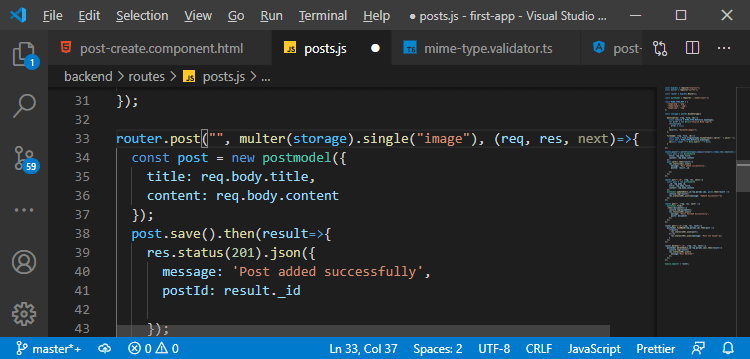 File Edit Selection View Go Run Terminal Help ● posts.js - first-app - Visual Studio ...
post-create.component.html JS posts.js ● TS mime-type.validator.ts post-
backend > routes > JS posts.js > ...
31 });
32
33 router.post("", multer(storage).single("image"), (req, res, next)=>{
34 const post = new postmodel({
35 title: req.body.title,
36 content: req.body.content
37 });
38 post.save().then(result=>{
39 res.status(201).json({
40 message: 'Post added successfully',
41 postId: result._id
42
43 });
1
59
master*+ 0 0 Ln 33, Col 37 Spaces: 2 UTF-8 CRLF JavaScript Prettier